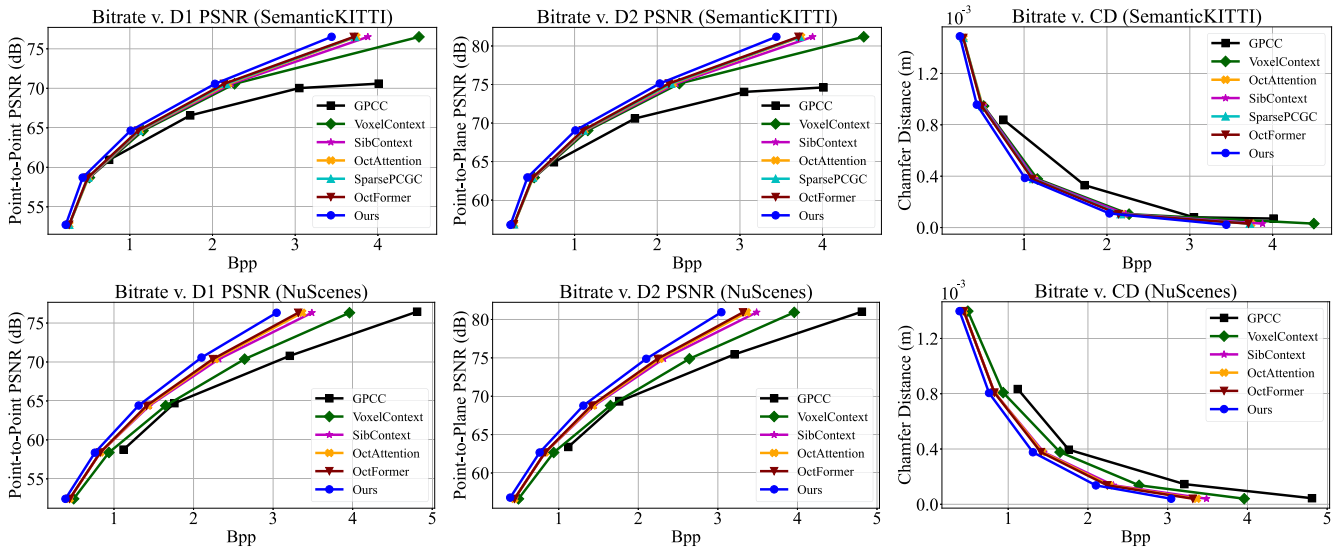 Bitrate v. D1 PSNR (SemanticKITTI)
Point-to-Point PSNR (dB)
75
70
65
60
55
1 2 3 4
Bpp
GPCC
VoxelContext
SibContext
OctAttention
SparsePCGC
OctFormer
Ours
Bitrate v. D2 PSNR (SemanticKITTI)
Point-to-Plane PSNR (dB)
80
75
70
65
60
1 2 3 4
Bpp
GPCC
VoxelContext
SibContext
OctAttention
SparsePCGC
OctFormer
Ours
Bitrate v. CD (SemanticKITTI)
10⁻³
Chamfer Distance (m)
1.2
0.8
0.4
0.0
1 2 3 4
Bpp
GPCC
VoxelContext
OctAttention
SibContext
SparsePCGC
OctFormer
Ours
Bitrate v. D1 PSNR (NuScenes)
Point-to-Point PSNR (dB)
75
70
65
60
55
1 2 3 4 5
Bpp
GPCC
VoxelContext
SibContext
OctAttention
OctFormer
Ours
Bitrate v. D2 PSNR (NuScenes)
Point-to-Plane PSNR (dB)
80
75
70
65
60
1 2 3 4 5
Bpp
GPCC
VoxelContext
SibContext
OctAttention
OctFormer
Ours
Bitrate v. CD (NuScenes)
10⁻³
Chamfer Distance (m)
1.2
0.8
0.4
0.0
1 2 3 4 5
Bpp
GPCC
VoxelContext
SibContext
OctAttention
OctFormer
Ours